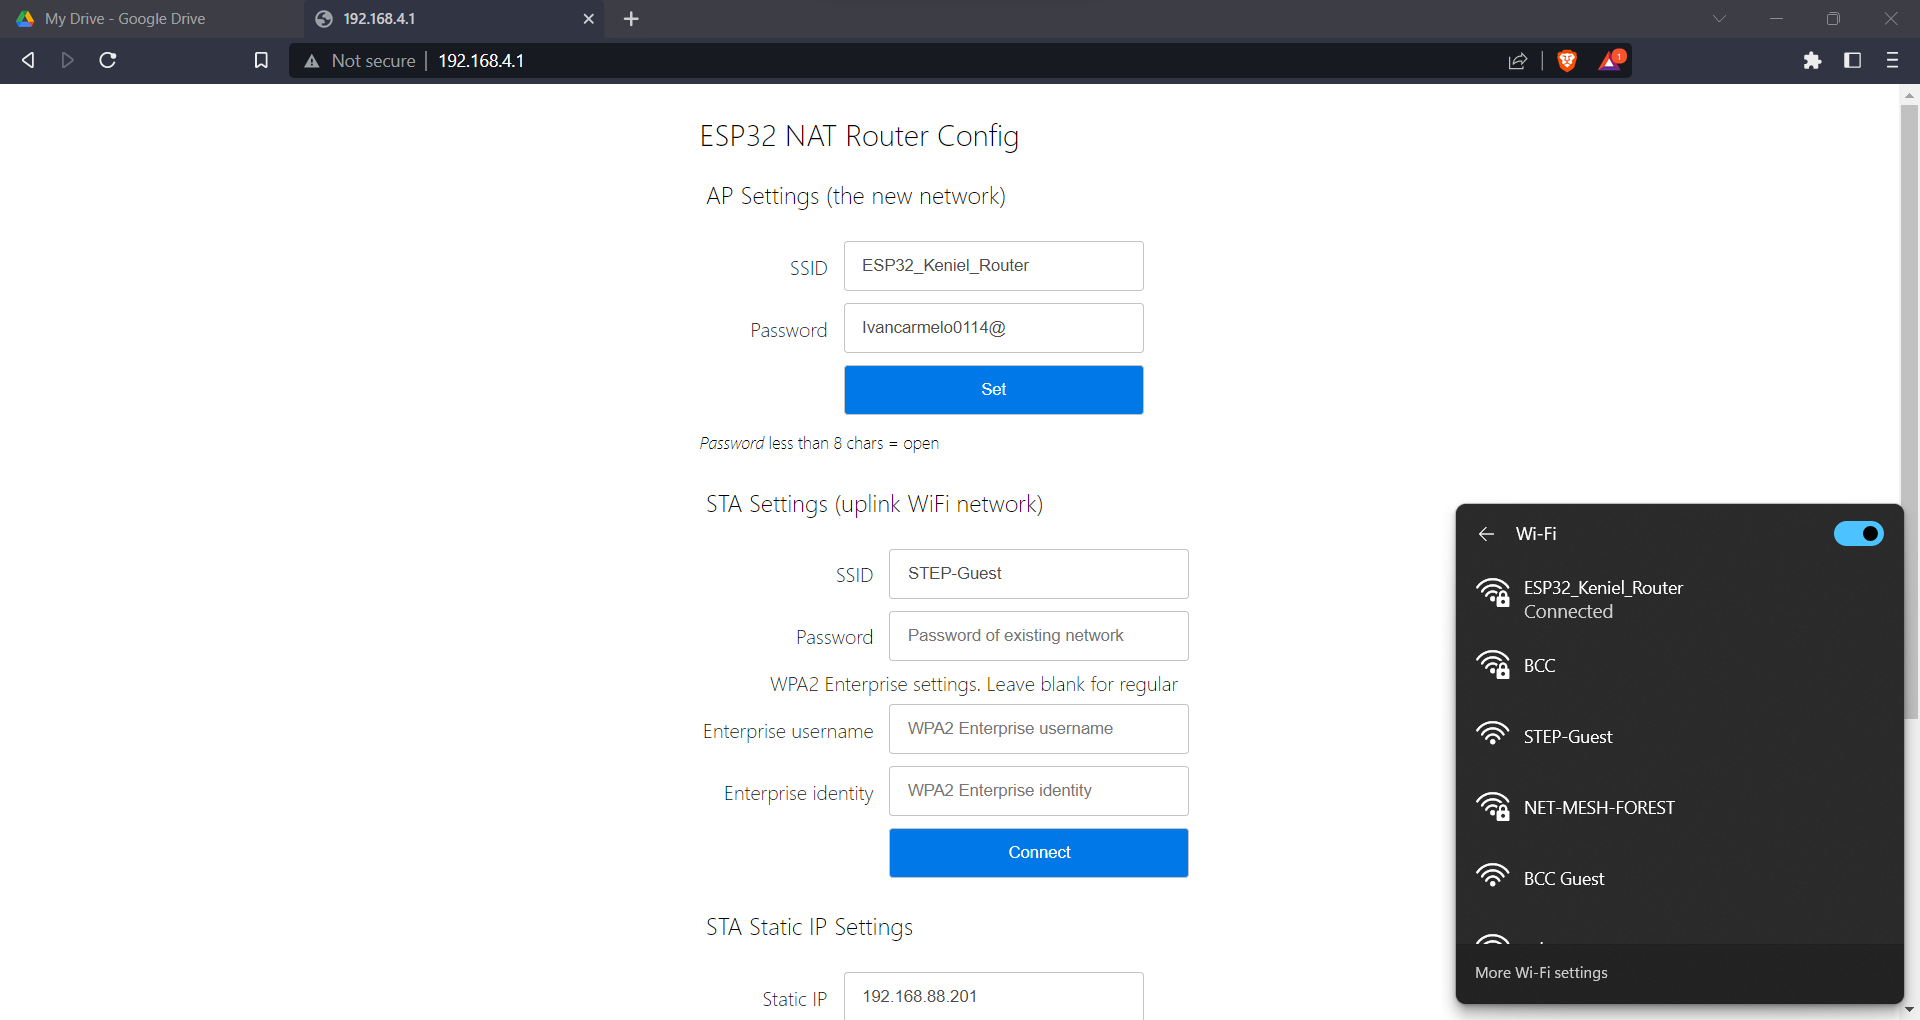 My Drive - Google Drive
192.168.4.1
Not secure
192.168.4.1
1
ESP32 NAT Router Config
AP Settings (the new network)
SSID
ESP32_Keniel_Router
Password
Ivancarmelo0114@
Set
Password less than 8 chars = open
STA Settings (uplink WiFi network)
SSID
STEP-Guest
Password
Password of existing network
WPA2 Enterprise settings. Leave blank for regular
Enterprise username
WPA2 Enterprise username
Enterprise identity
WPA2 Enterprise identity
Connect
STA Static IP Settings
Static IP
192.168.88.201
Wi-Fi
ESP32_Keniel_Router
Connected
BCC
STEP-Guest
NET-MESH-FOREST
BCC Guest
More Wi-Fi settings